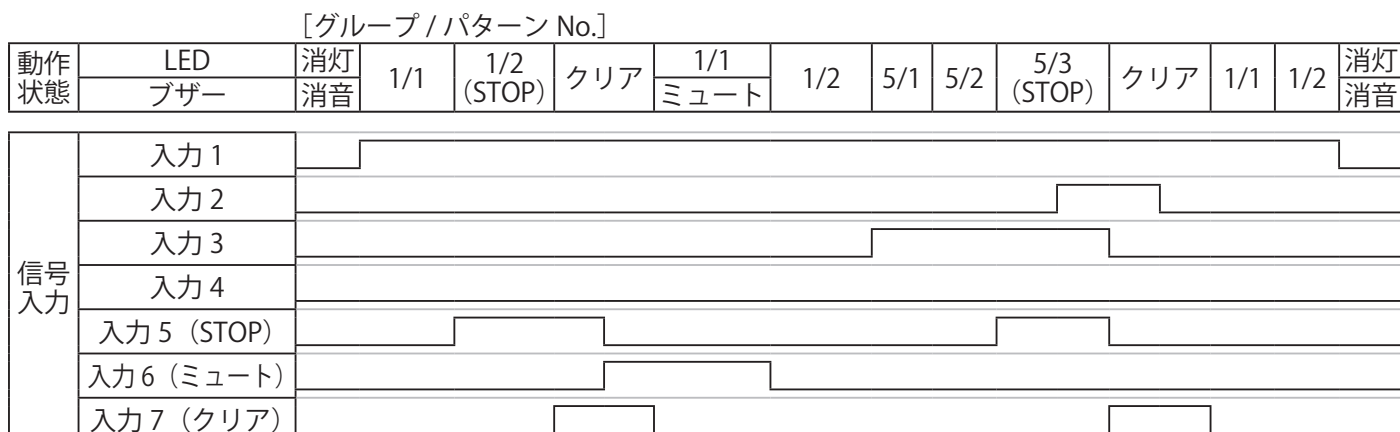 ［グループ / パターン No.］
動作状態 LED 消灯 1/1 1/2（STOP） クリア 1/1 1/2 5/1 5/2 5/3（STOP） クリア 1/1 1/2 消灯
ブザー 消音 ミュート 消音
信号入力
入力 1
入力 2
入力 3
入力 4
入力 5（STOP）
入力 6（ミュート）
入力 7（クリア）